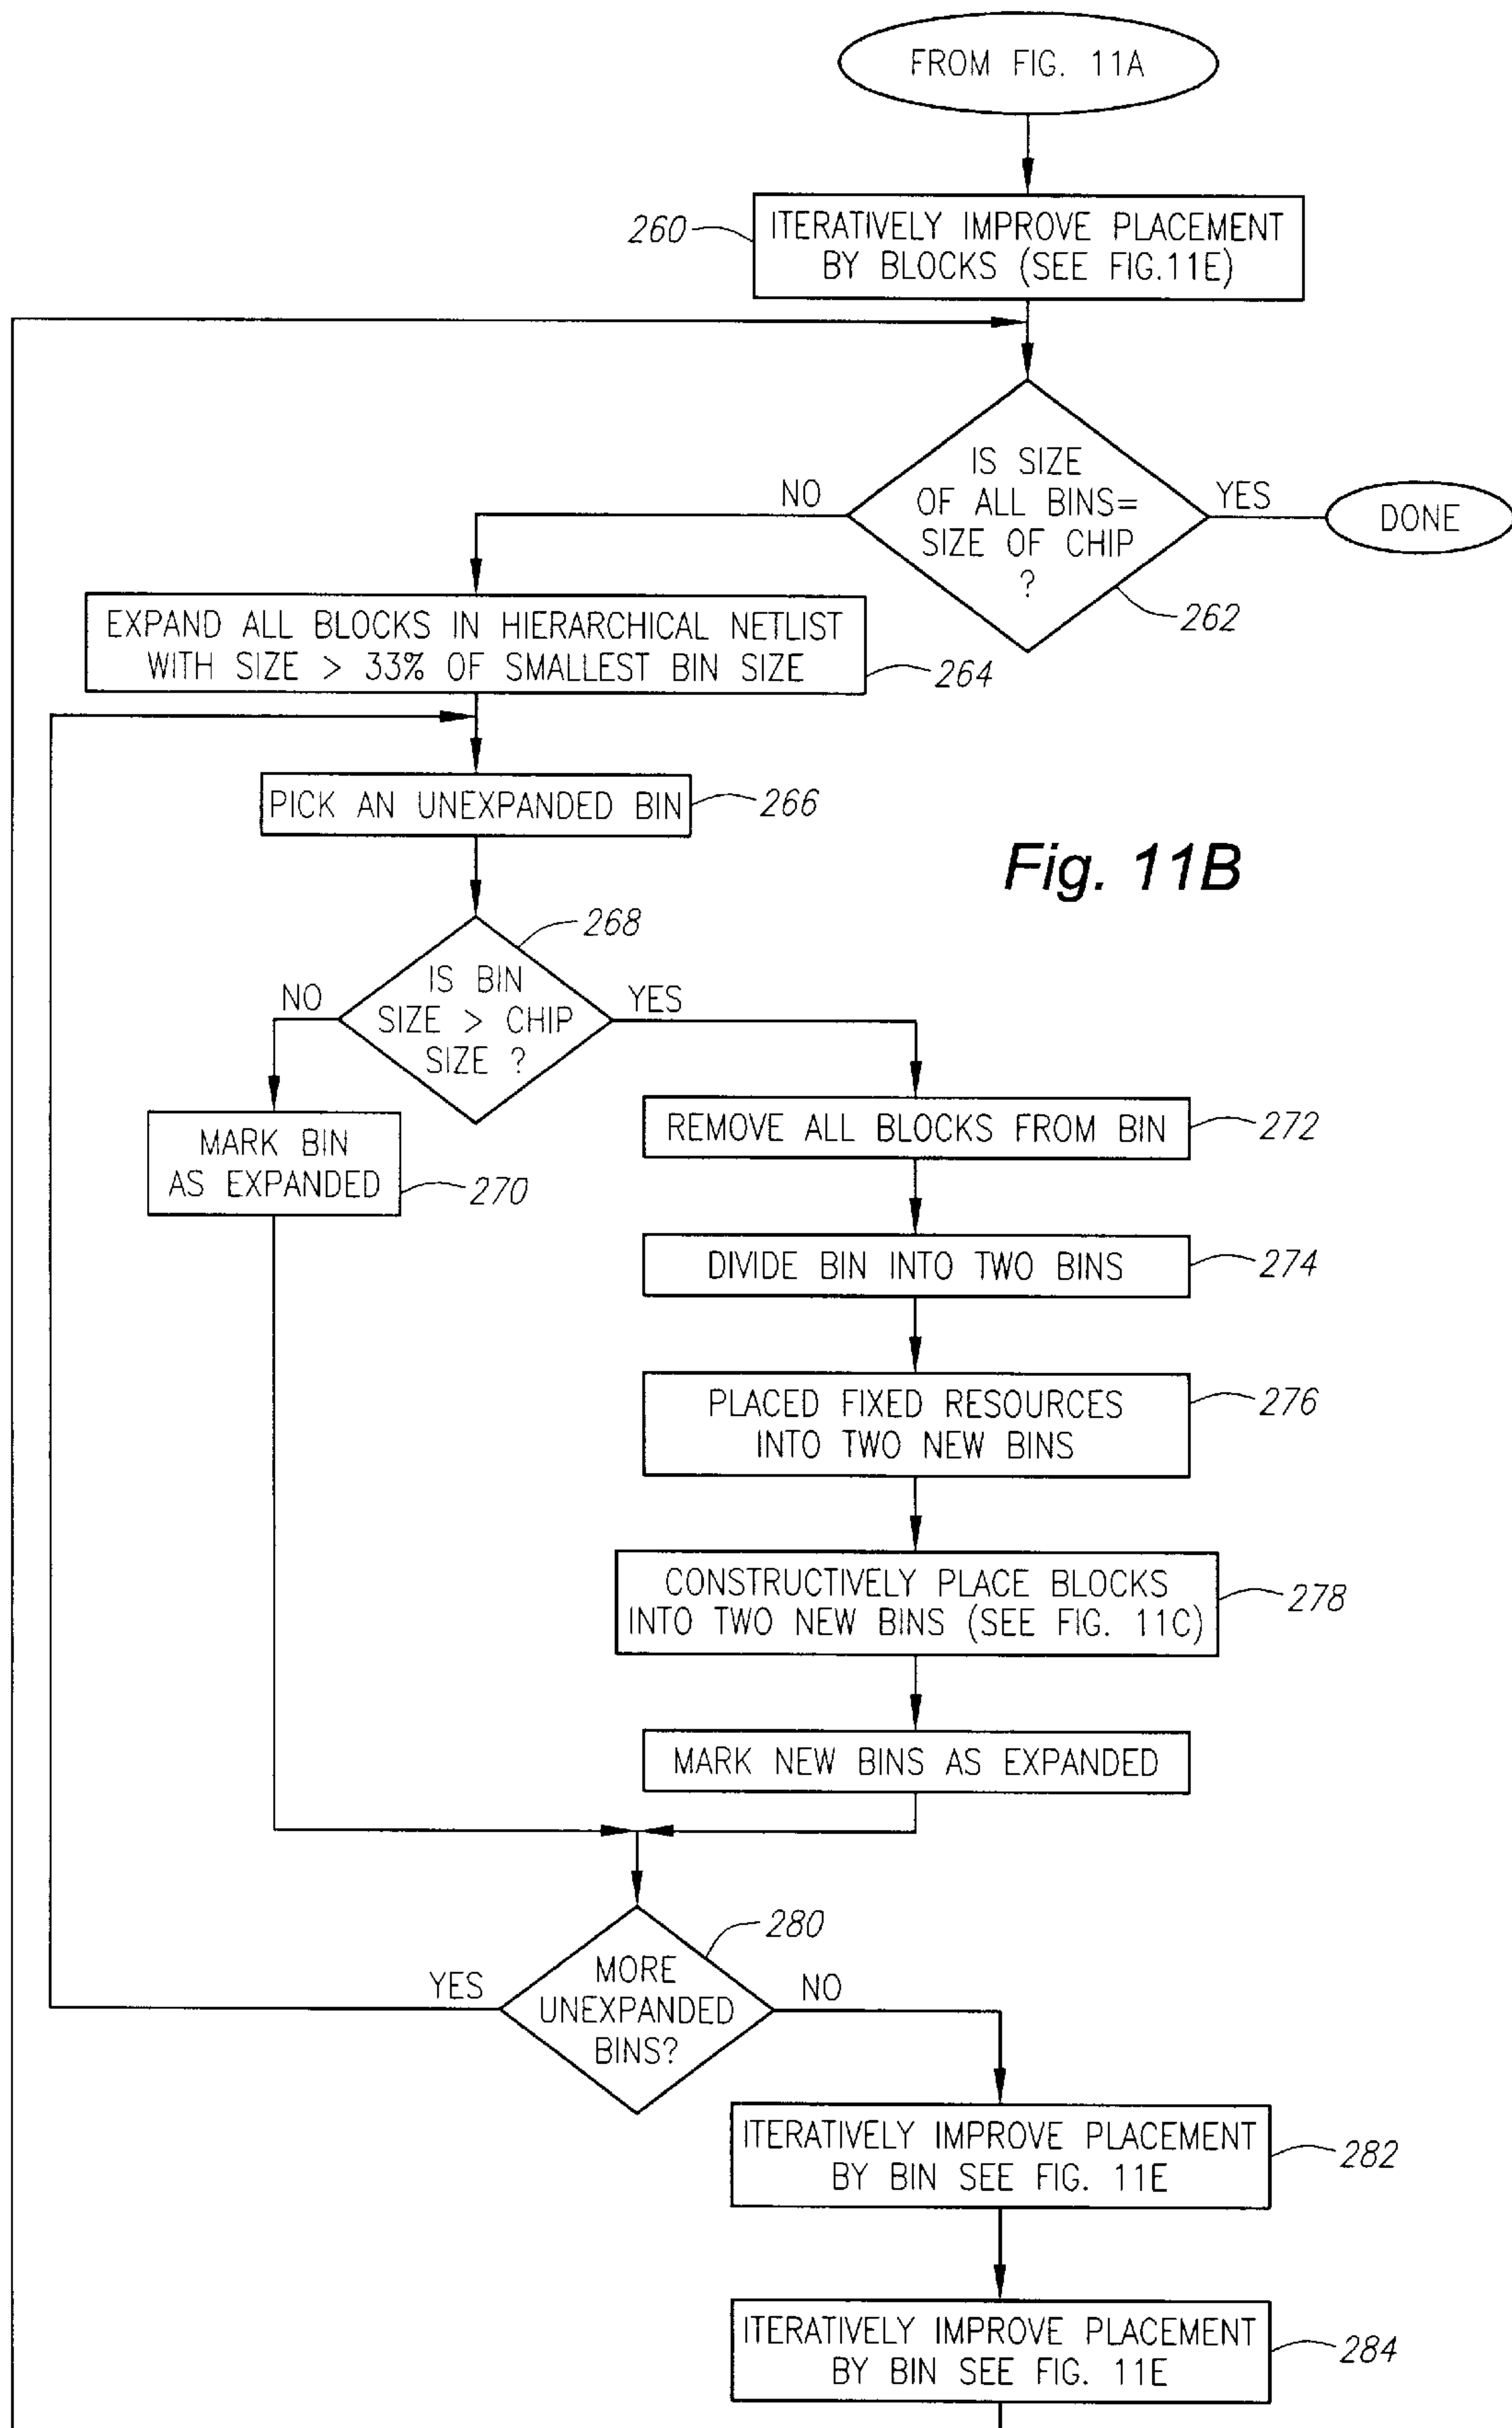 FROM FIG. 11A
260
ITERATIVELY IMPROVE PLACEMENT
BY BLOCKS (SEE FIG.11E)
IS SIZE
OF ALL BINS=
SIZE OF CHIP
?
NO
YES
DONE
262
EXPAND ALL BLOCKS IN HIERARCHICAL NETLIST
WITH SIZE > 33% OF SMALLEST BIN SIZE
264
PICK AN UNEXPANDED BIN
266
Fig. 11B
268
IS BIN
SIZE > CHIP
SIZE ?
NO
YES
MARK BIN
AS EXPANDED
270
REMOVE ALL BLOCKS FROM BIN
272
DIVIDE BIN INTO TWO BINS
274
PLACED FIXED RESOURCES
INTO TWO NEW BINS
276
CONSTRUCTIVELY PLACE BLOCKS
INTO TWO NEW BINS (SEE FIG. 11C)
278
MARK NEW BINS AS EXPANDED
280
MORE
UNEXPANDED
BINS?
YES
NO
ITERATIVELY IMPROVE PLACEMENT
BY BIN SEE FIG. 11E
282
ITERATIVELY IMPROVE PLACEMENT
BY BIN SEE FIG. 11E
284